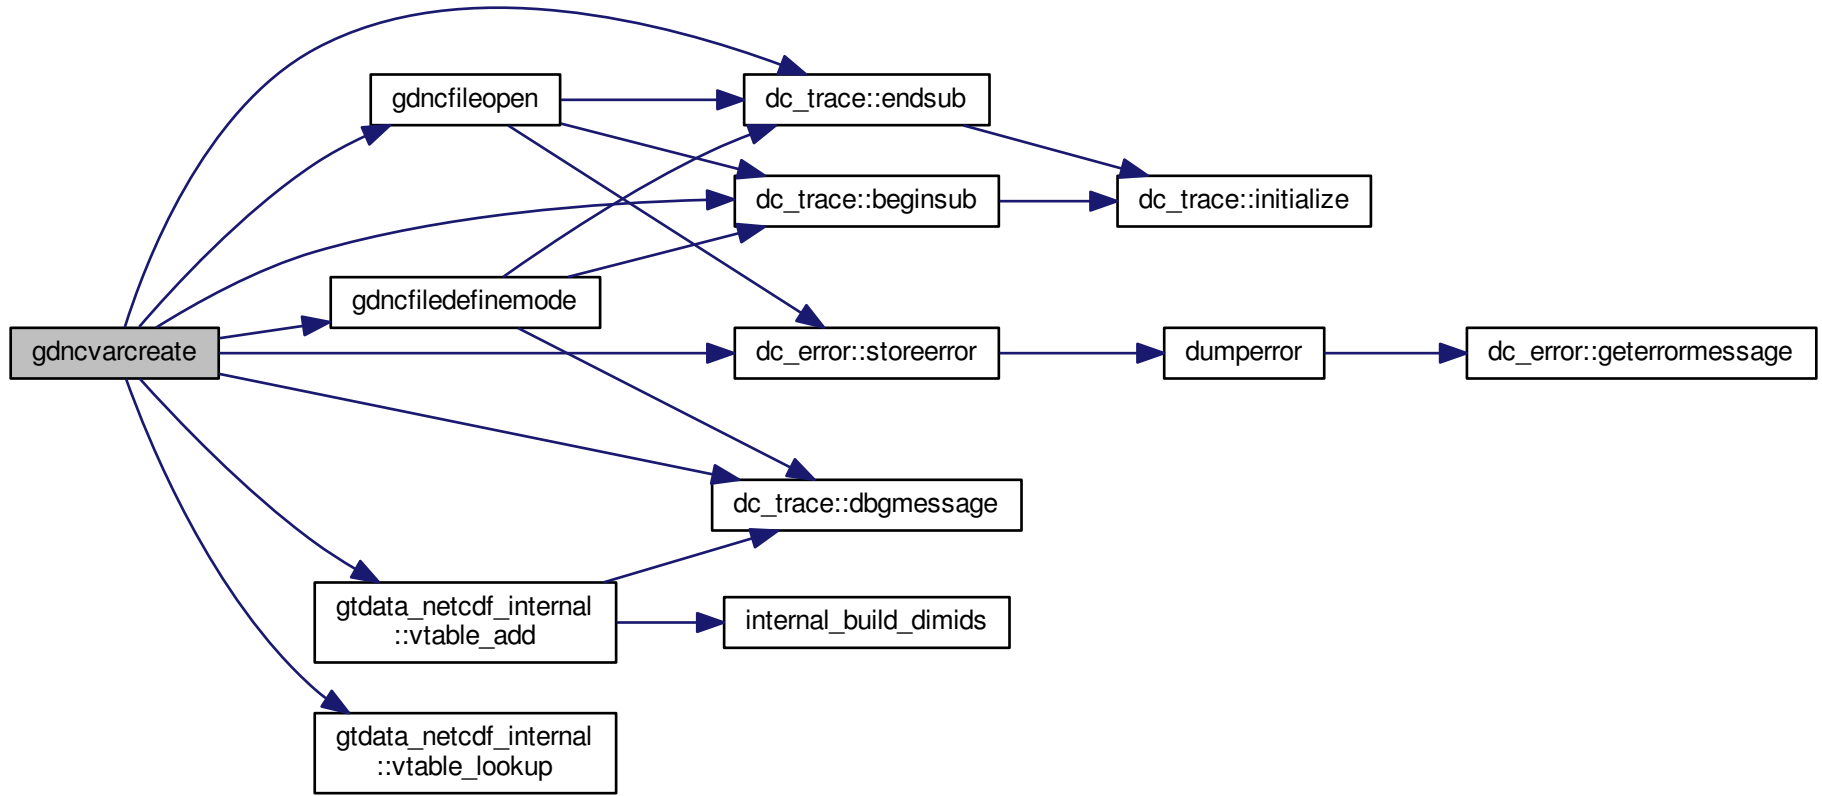 gdncfileopen
dc_trace::endsub
dc_trace::beginsub
dc_trace::initialize
gdncfiledefinemode
gdncvarcreate
dc_error::storeerror
dumperror
dc_error::geterrormessage
dc_trace::dbgmessage
gtdata_netcdf_internal
::vtable_add
internal_build_dimids
gtdata_netcdf_internal
::vtable_lookup